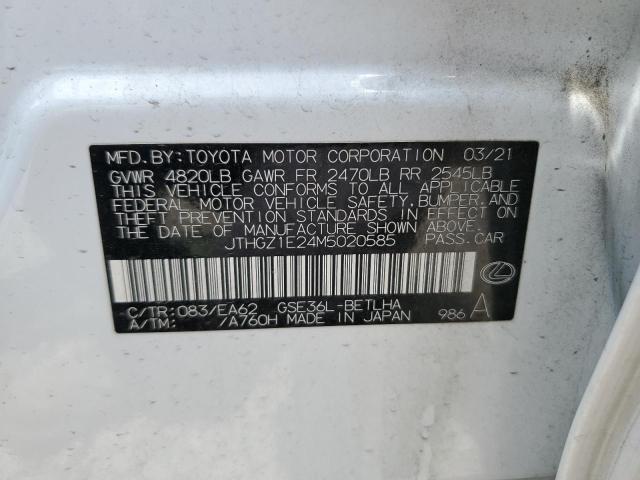 MFD.BY:TOYOTA MOTOR CORPORATION 03/21
GVWR 4820LB GAWR FR 2470LB RR 2545LB
THIS VEHICLE CONFORMS TO ALL APPLICABLE
FEDERAL MOTOR VEHICLE SAFETY,BUMPER,AND
THEFT PREVENTION STANDARDS IN EFFECT ON
THE DATE OF MANUFACTURE SHOWN ABOVE.
JTHGZ1E24M5020585 PASS.CAR
C/TR:083/EA62 GSE36L-BETLHA
A/TM: /A760H MADE IN JAPAN 986 A